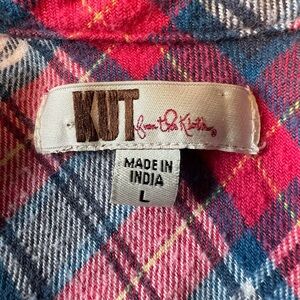 KUT from the Kloth
MADE IN
INDIA
L